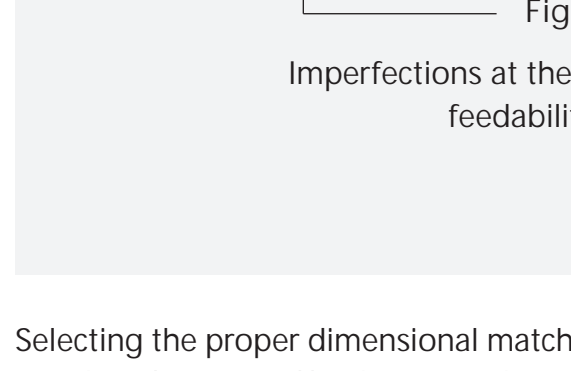 Fig
Imperfections at the
feedabili
Selecting the proper dimensional match